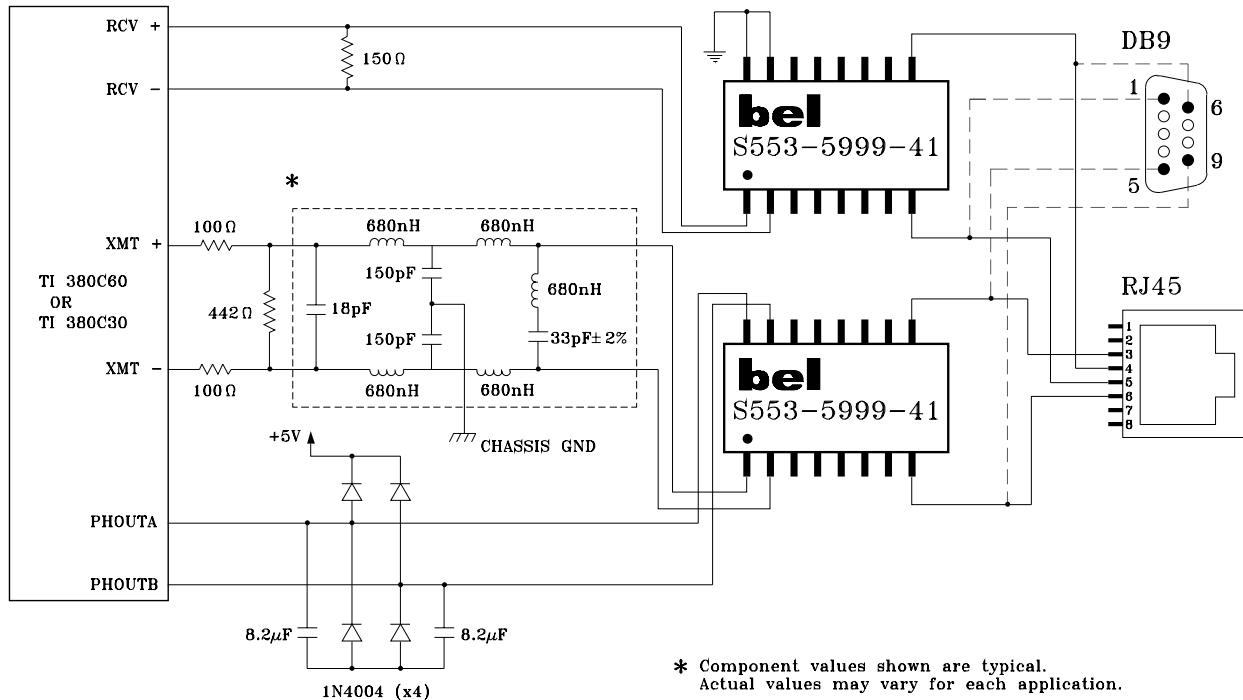 RCV +
150Ω
RCV -
DB9
1
6
bel
S553-5999-41
9
5
*
680nH
680nH
100Ω
XMT +
150pF
TI 380C60
OR
TI 380C30
680nH
RJ45
442Ω
18pF
150pF
33pF±2%
1
2
3
4
5
6
7
8
XMT -
100Ω
680nH
680nH
bel
S553-5999-41
+5V
CHASSIS GND
PHOUTA
PHOUTB
8.2µF
8.2µF
1N4004 (x4)
* Component values shown are typical.
Actual values may vary for each application.